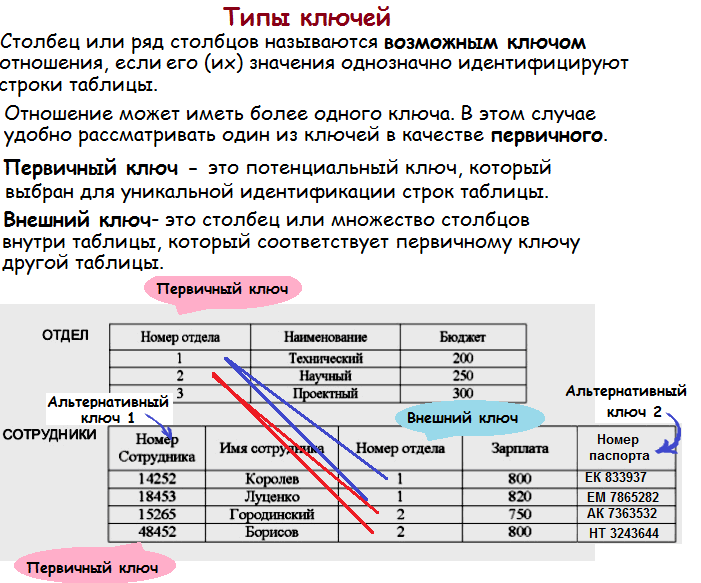 Типы ключей
Столбец или ряд столбцов называются возможным ключом
отношения, если его (их) значения однозначно идентифицируют
строки таблицы.
Отношение может иметь более одного ключа. В этом случае
удобно рассматривать один из ключей в качестве первичного.
Первичный ключ - это потенциальный ключ, который
выбран для уникальной идентификации строк таблицы.
Внешний ключ- это столбец или множество столбцов
внутри таблицы, который соответствует первичному ключу
другой таблицы.
Первичный ключ
ОТДЕЛ
Номер отдела Наименование Бюджет
1 Технический 200
2 Научный 250
3 Проектный 300
Альтернативный
ключ 1
Внешний ключ
Альтернативный
ключ 2
СОТРУДНИКИ
Номер
Сотрудника
Имя сотрудника
Номер отдела
Зарплата
Номер
паспорта
14252 Королев 1 800 ЕК 833937
18453 Луценко 1 820 ЕМ 7865282
15265 Городинский 2 750 АК 7363532
48452 Борисов 2 800 НТ 3243644
Первичный ключ